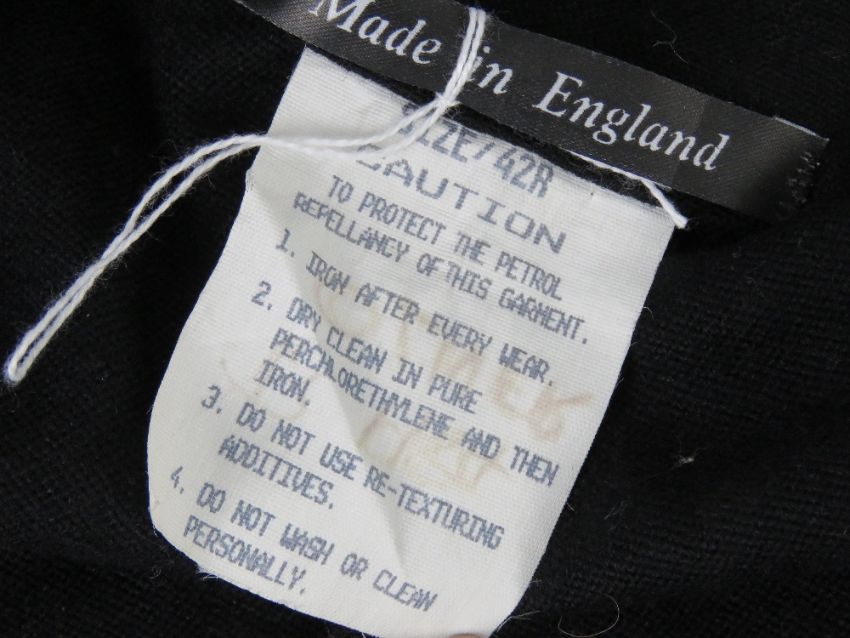 Made in England
SIZE/42R
CAUTION
TO PROTECT THE PETROL
REPELLANCY OF THIS GARMENT.
1. IRON AFTER EVERY WEAR.
2. DRY CLEAN IN PURE
PERCHLORETHYLENE AND THEN
IRON.
3. DO NOT USE RE-TEXTURING
ADDITIVES.
4. DO NOT WASH OR CLEAN
PERSONALLY.